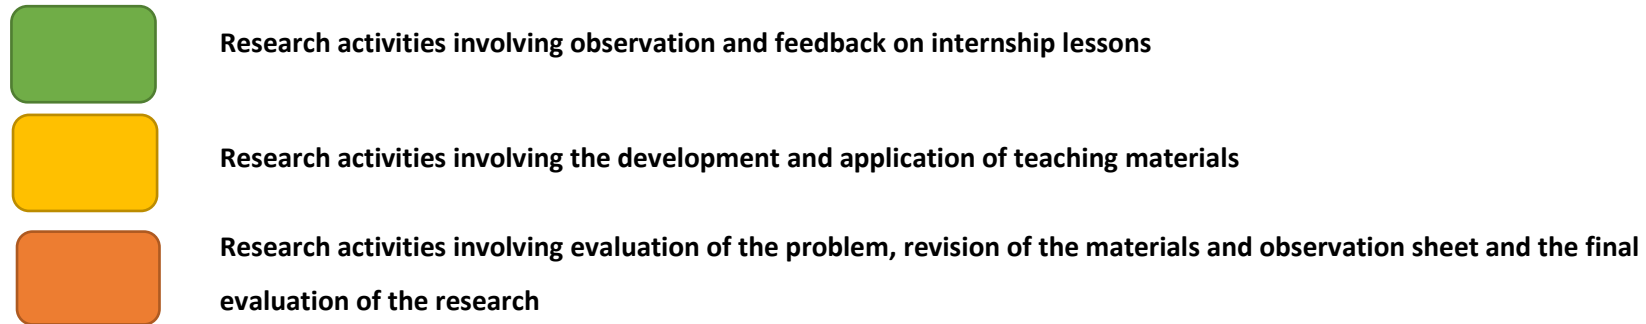 Research activities involving observation and feedback on internship lessons
Research activities involving the development and application of teaching materials
Research activities involving evaluation of the problem, revision of the materials and observation sheet and the final
evaluation of the research